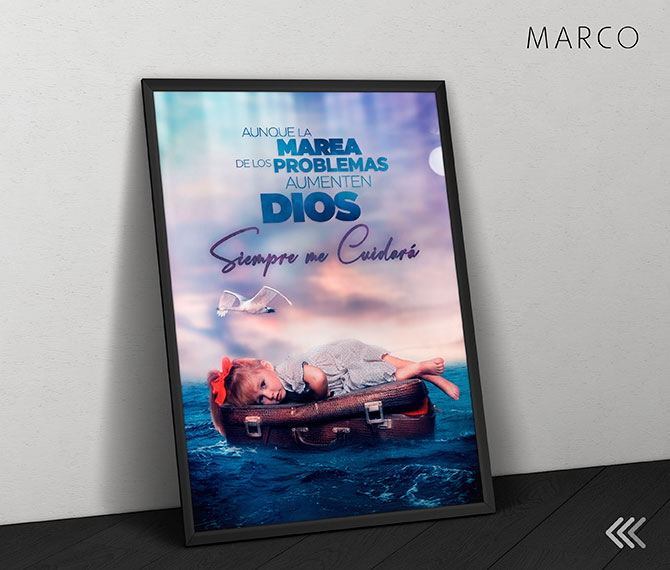 MARCO
AUNQUE LA
MAREA
DE LOS PROBLEMAS
AUMENTEN
DIOS
Siempre me Cuidará